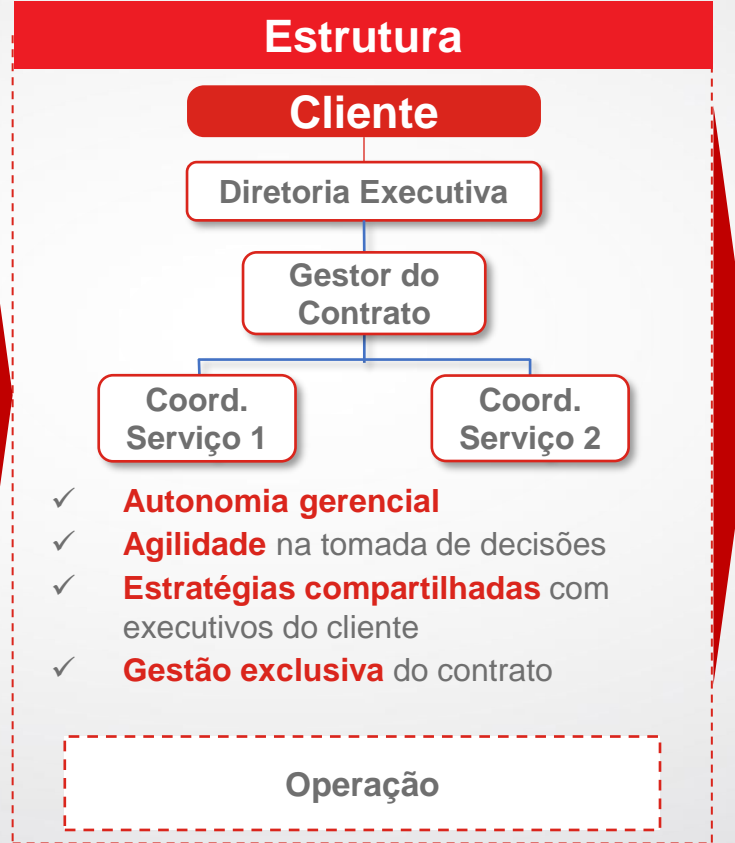 Estrutura
Cliente
Diretoria Executiva
Gestor do
Contrato
Coord.
Serviço 1
Coord.
Serviço 2
✓ Autonomia gerencial
✓ Agilidade na tomada de decisões
✓ Estratégias compartilhadas com
executivos do cliente
✓ Gestão exclusiva do contrato
Operação